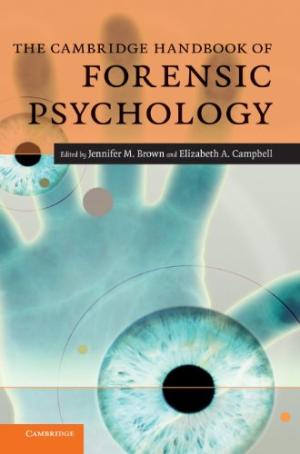 THE CAMBRIDGE HANDBOOK OF
FORENSIC
PSYCHOLOGY
Edited by Jennifer M. Brown and Elizabeth A. Campbell
CAMBRIDGE